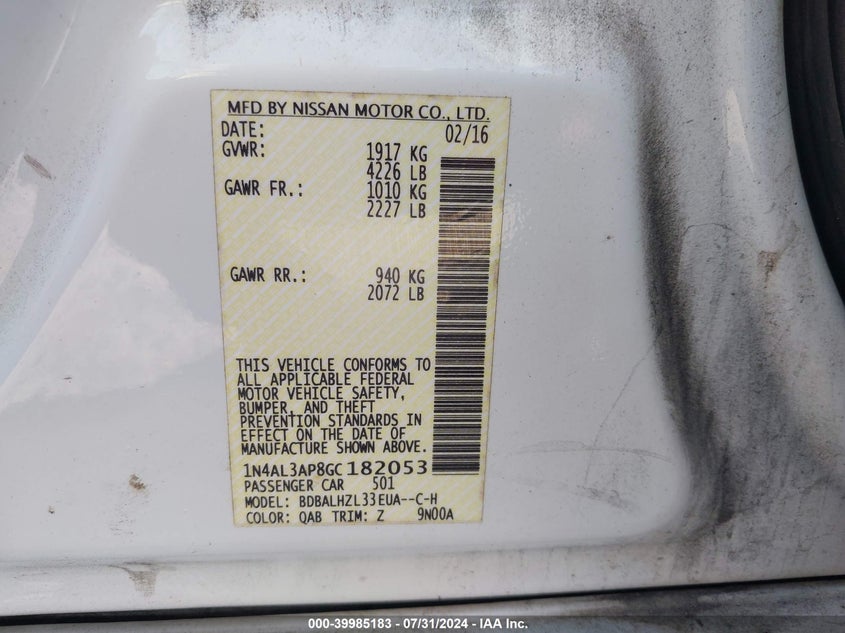 MFD BY NISSAN MOTOR CO., LTD.
DATE: 02/16
GVWR: 1917 KG
4226 LB
GAWR FR.: 1010 KG
2227 LB
GAWR RR.: 940 KG
2072 LB
THIS VEHICLE CONFORMS TO
ALL APPLICABLE FEDERAL
MOTOR VEHICLE SAFETY,
BUMPER, AND THEFT
PREVENTION STANDARDS IN
EFFECT ON THE DATE OF
MANUFACTURE SHOWN ABOVE.
1N4AL3AP8GC182053
PASSENGER CAR 501
MODEL: BDBALHZL33EUA--C-H
COLOR: QAB TRIM: Z 9N00A
000-39985183 - 07/31/2024 - IAA Inc.